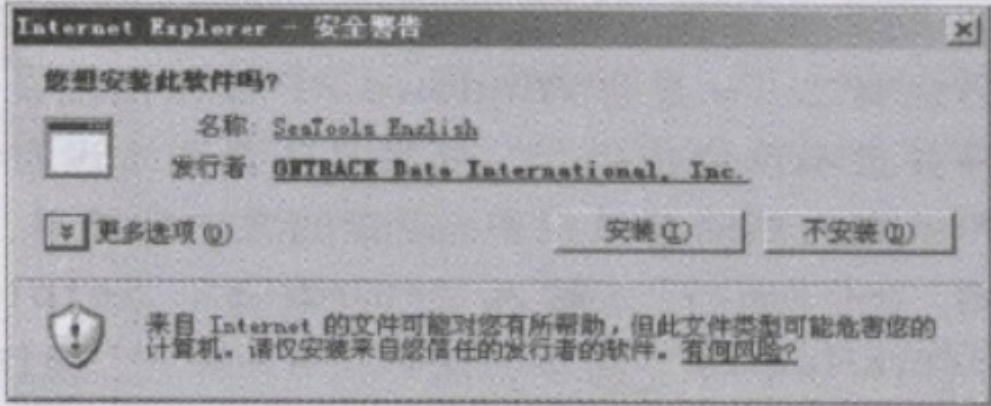 Internet Explorer - 安全警告
您想安装此软件吗?
名称: SeaTools English
发行者: ONTRACK Data International, Inc.
更多选项(O)
安装(I)
不安装(D)
来自 Internet 的文件可能对您有所帮助,但此文件类型可能危害您的
计算机。请仅安装来自您信任的发行者的软件。有何风险?